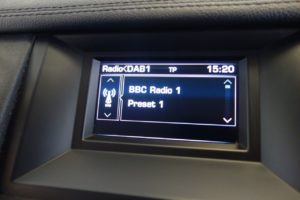 Radio<DAB1 TP 15:20
BBC Radio 1
Preset 1